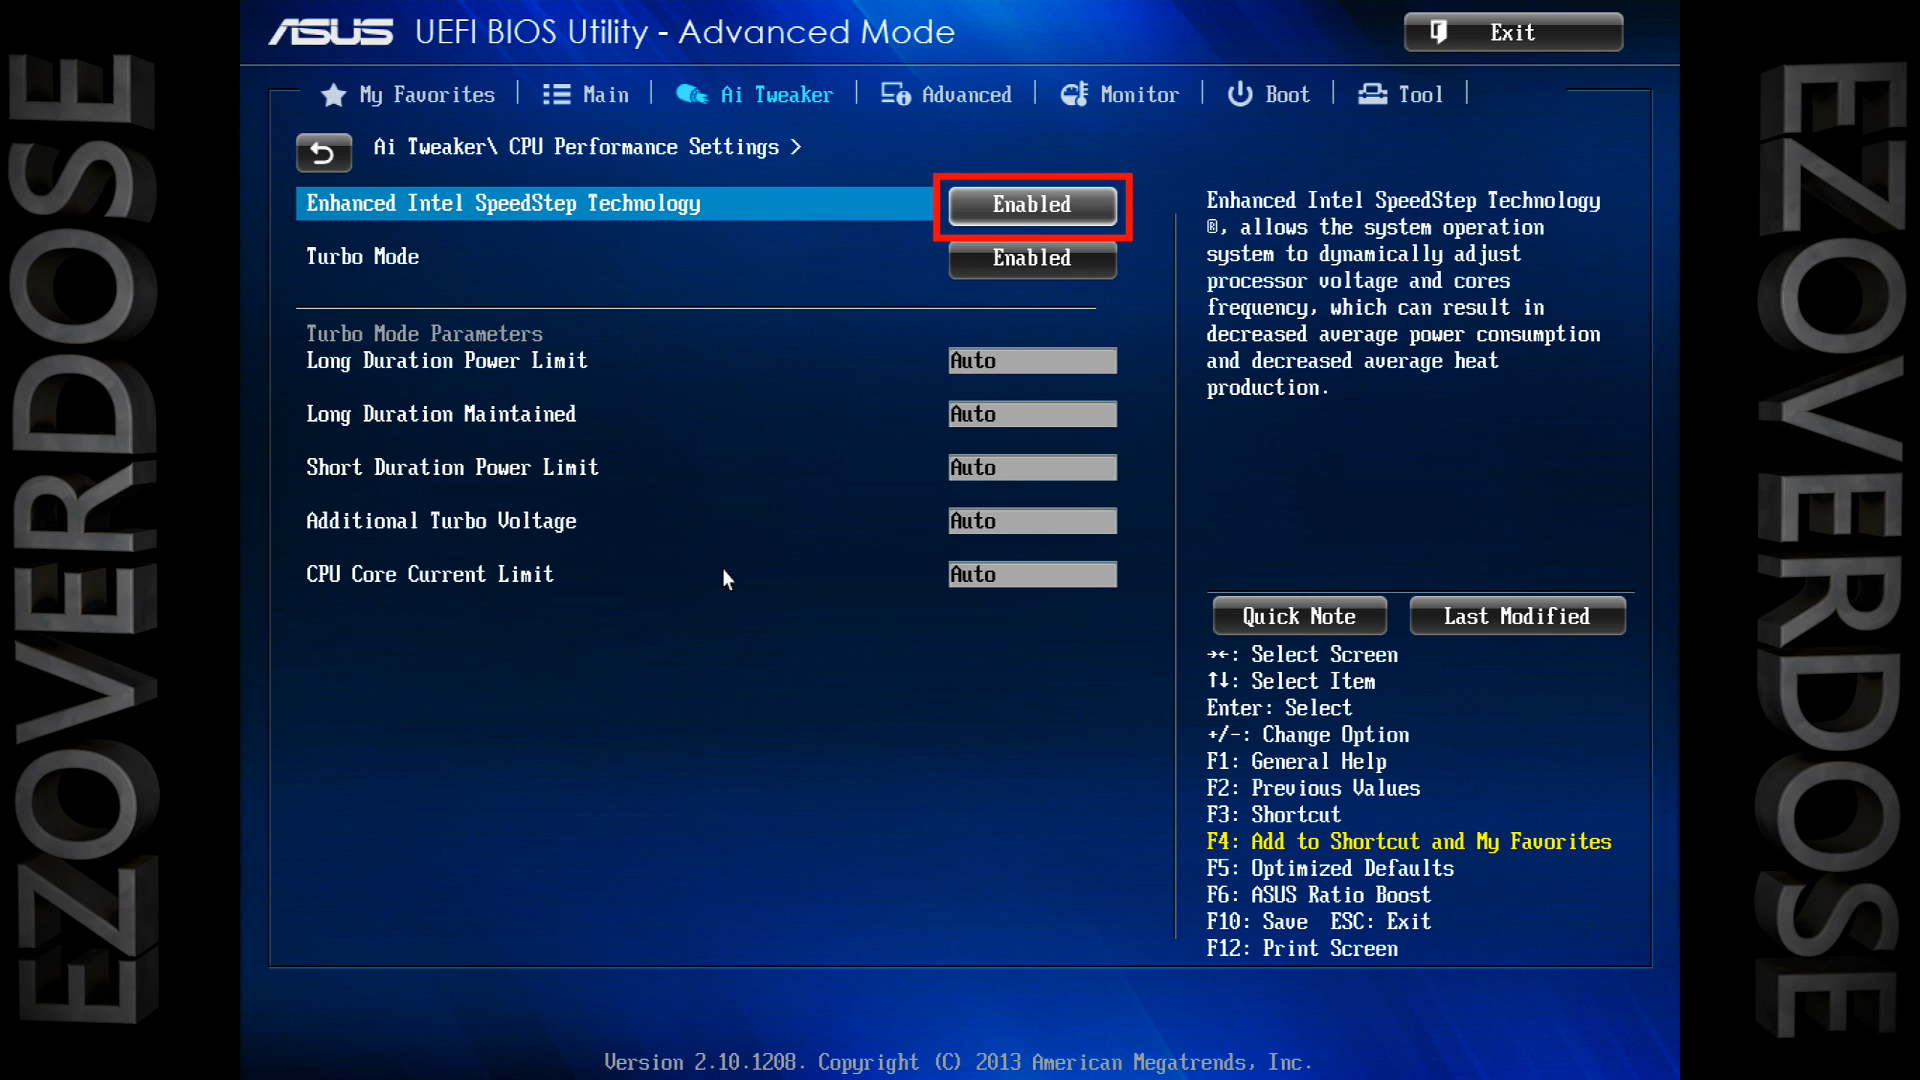 ASUS UEFI BIOS Utility - Advanced Mode
Exit
My Favorites
Main
Ai Tweaker
Advanced
Monitor
Boot
Tool
Ai Tweaker\ CPU Performance Settings >
Enhanced Intel SpeedStep Technology Enabled
Turbo Mode Enabled
Turbo Mode Parameters
Long Duration Power Limit Auto
Long Duration Maintained Auto
Short Duration Power Limit Auto
Additional Turbo Voltage Auto
CPU Core Current Limit Auto
Enhanced Intel SpeedStep Technology
®, allows the system operation
system to dynamically adjust
processor voltage and cores
frequency, which can result in
decreased average power consumption
and decreased average heat
production.
Quick Note
Last Modified
→←: Select Screen
↑↓: Select Item
Enter: Select
+/-: Change Option
F1: General Help
F2: Previous Values
F3: Shortcut
F4: Add to Shortcut and My Favorites
F5: Optimized Defaults
F6: ASUS Ratio Boost
F10: Save ESC: Exit
F12: Print Screen
Version 2.10.1208. Copyright (C) 2013 American Megatrends, Inc.
EZOVERDOSE
EZOVERDOSE